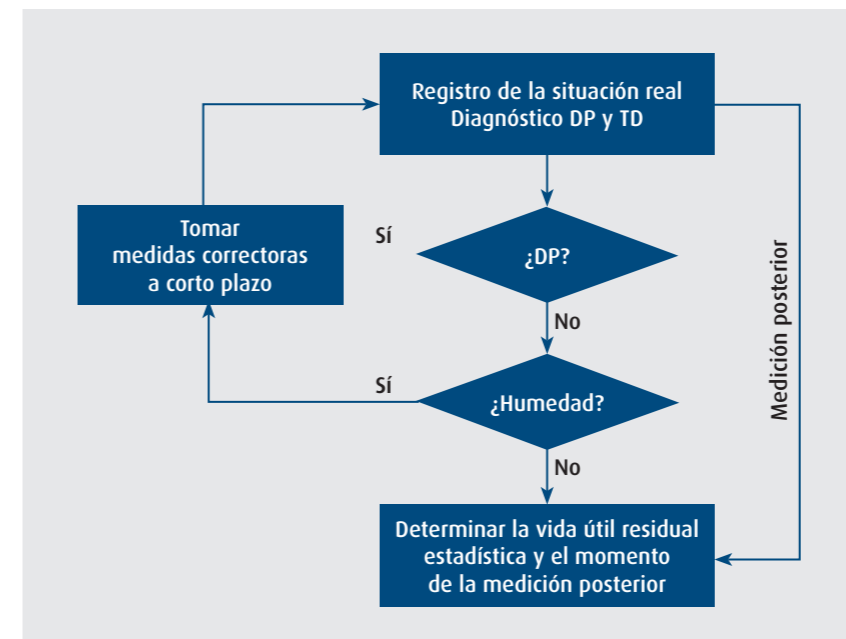 Registro de la situación real
Diagnóstico DP y TD
Tomar
medidas correctoras
a corto plazo
Sí
¿DP?
No
Sí
¿Humedad?
No
Medición posterior
Determinar la vida útil residual
estadística y el momento
de la medición posterior